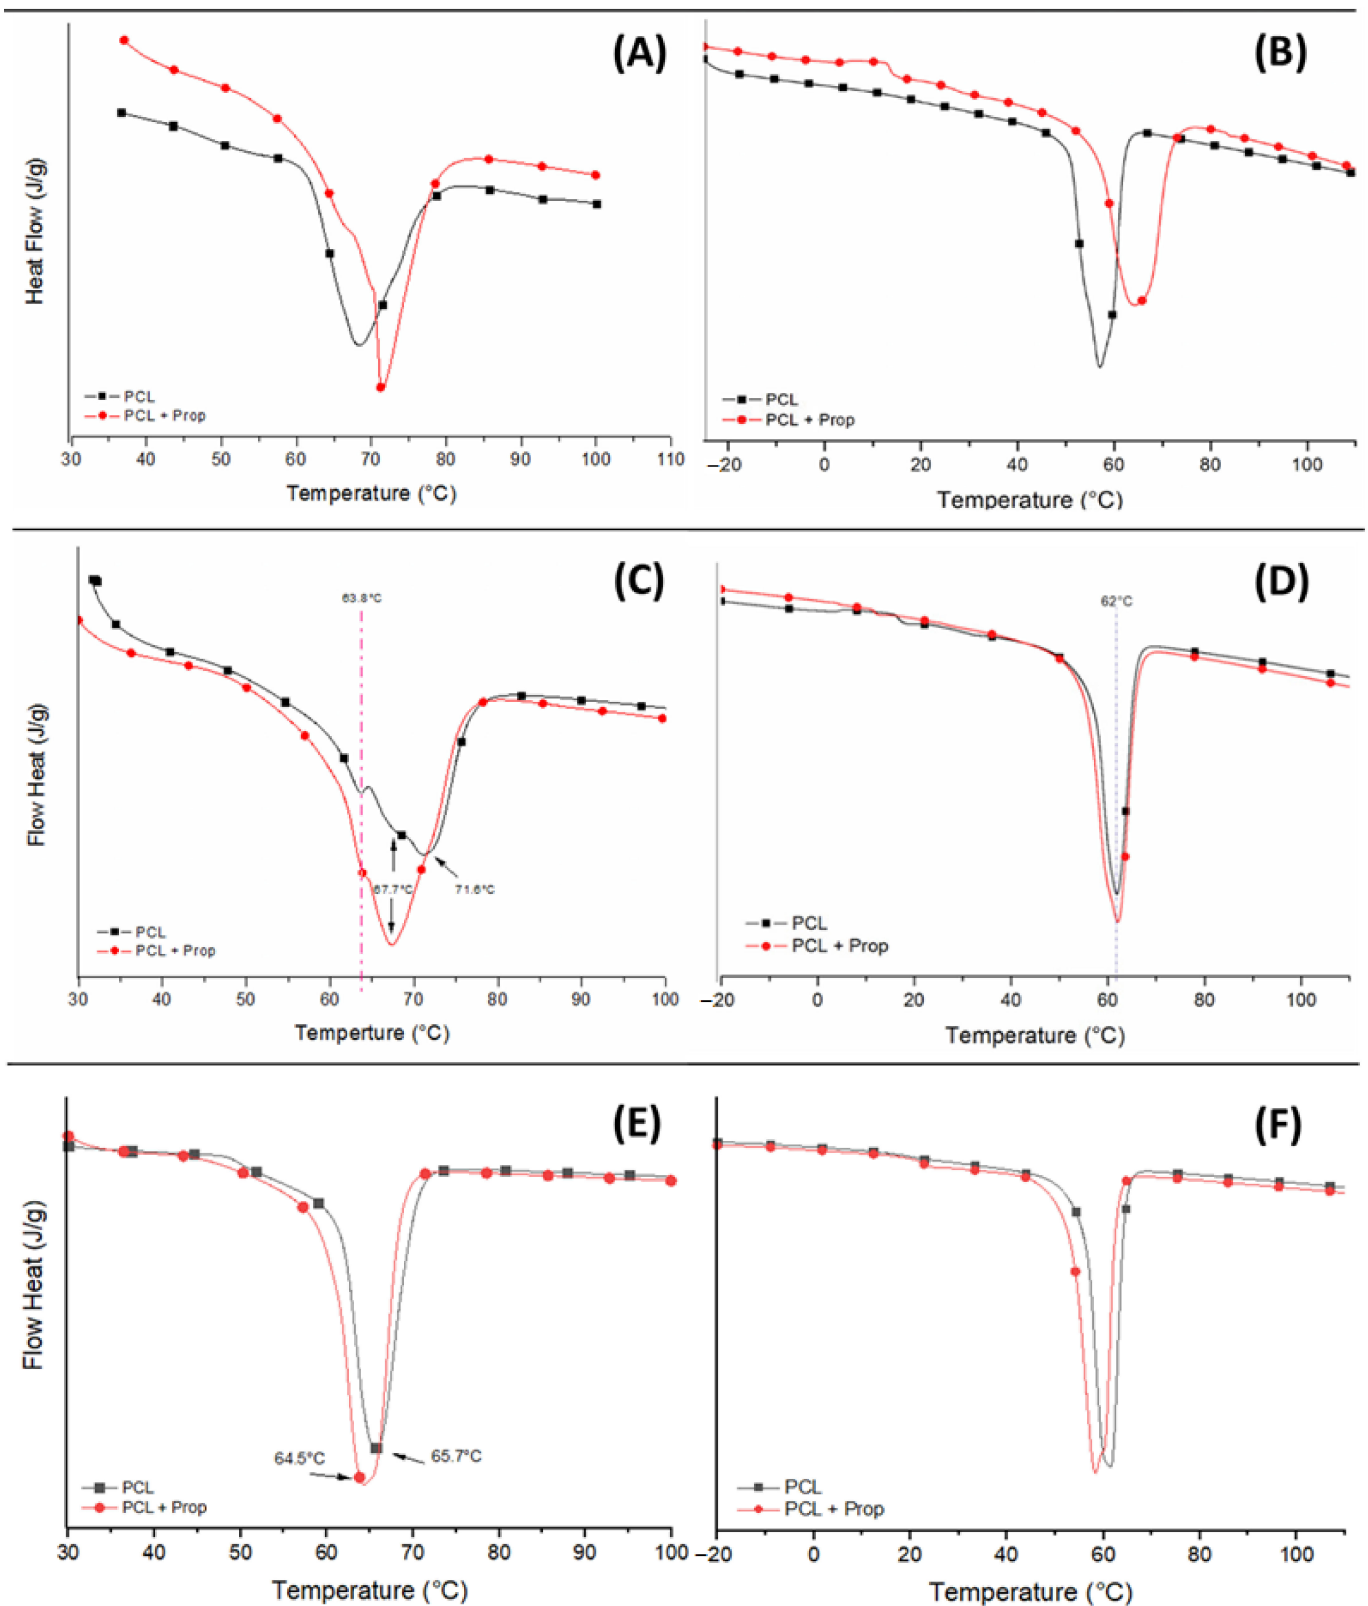 (A)
Heat Flow (J/g)
PCL
PCL + Prop
30 40 50 60 70 80 90 100 110
Temperature (°C)
(B)
PCL
PCL + Prop
−20 0 20 40 60 80 100
Temperature (°C)
(C)
63.8°C
Flow Heat (J/g)
67.7°C
71.6°C
PCL
PCL + Prop
30 40 50 60 70 80 90 100
Temperture (°C)
(D)
62°C
PCL
PCL + Prop
−20 0 20 40 60 80 100
Temperature (°C)
(E)
Flow Heat (J/g)
64.5°C
65.7°C
PCL
PCL + Prop
30 40 50 60 70 80 90 100
Temperature (°C)
(F)
PCL
PCL + Prop
−20 0 20 40 60 80 100
Temperature (°C)